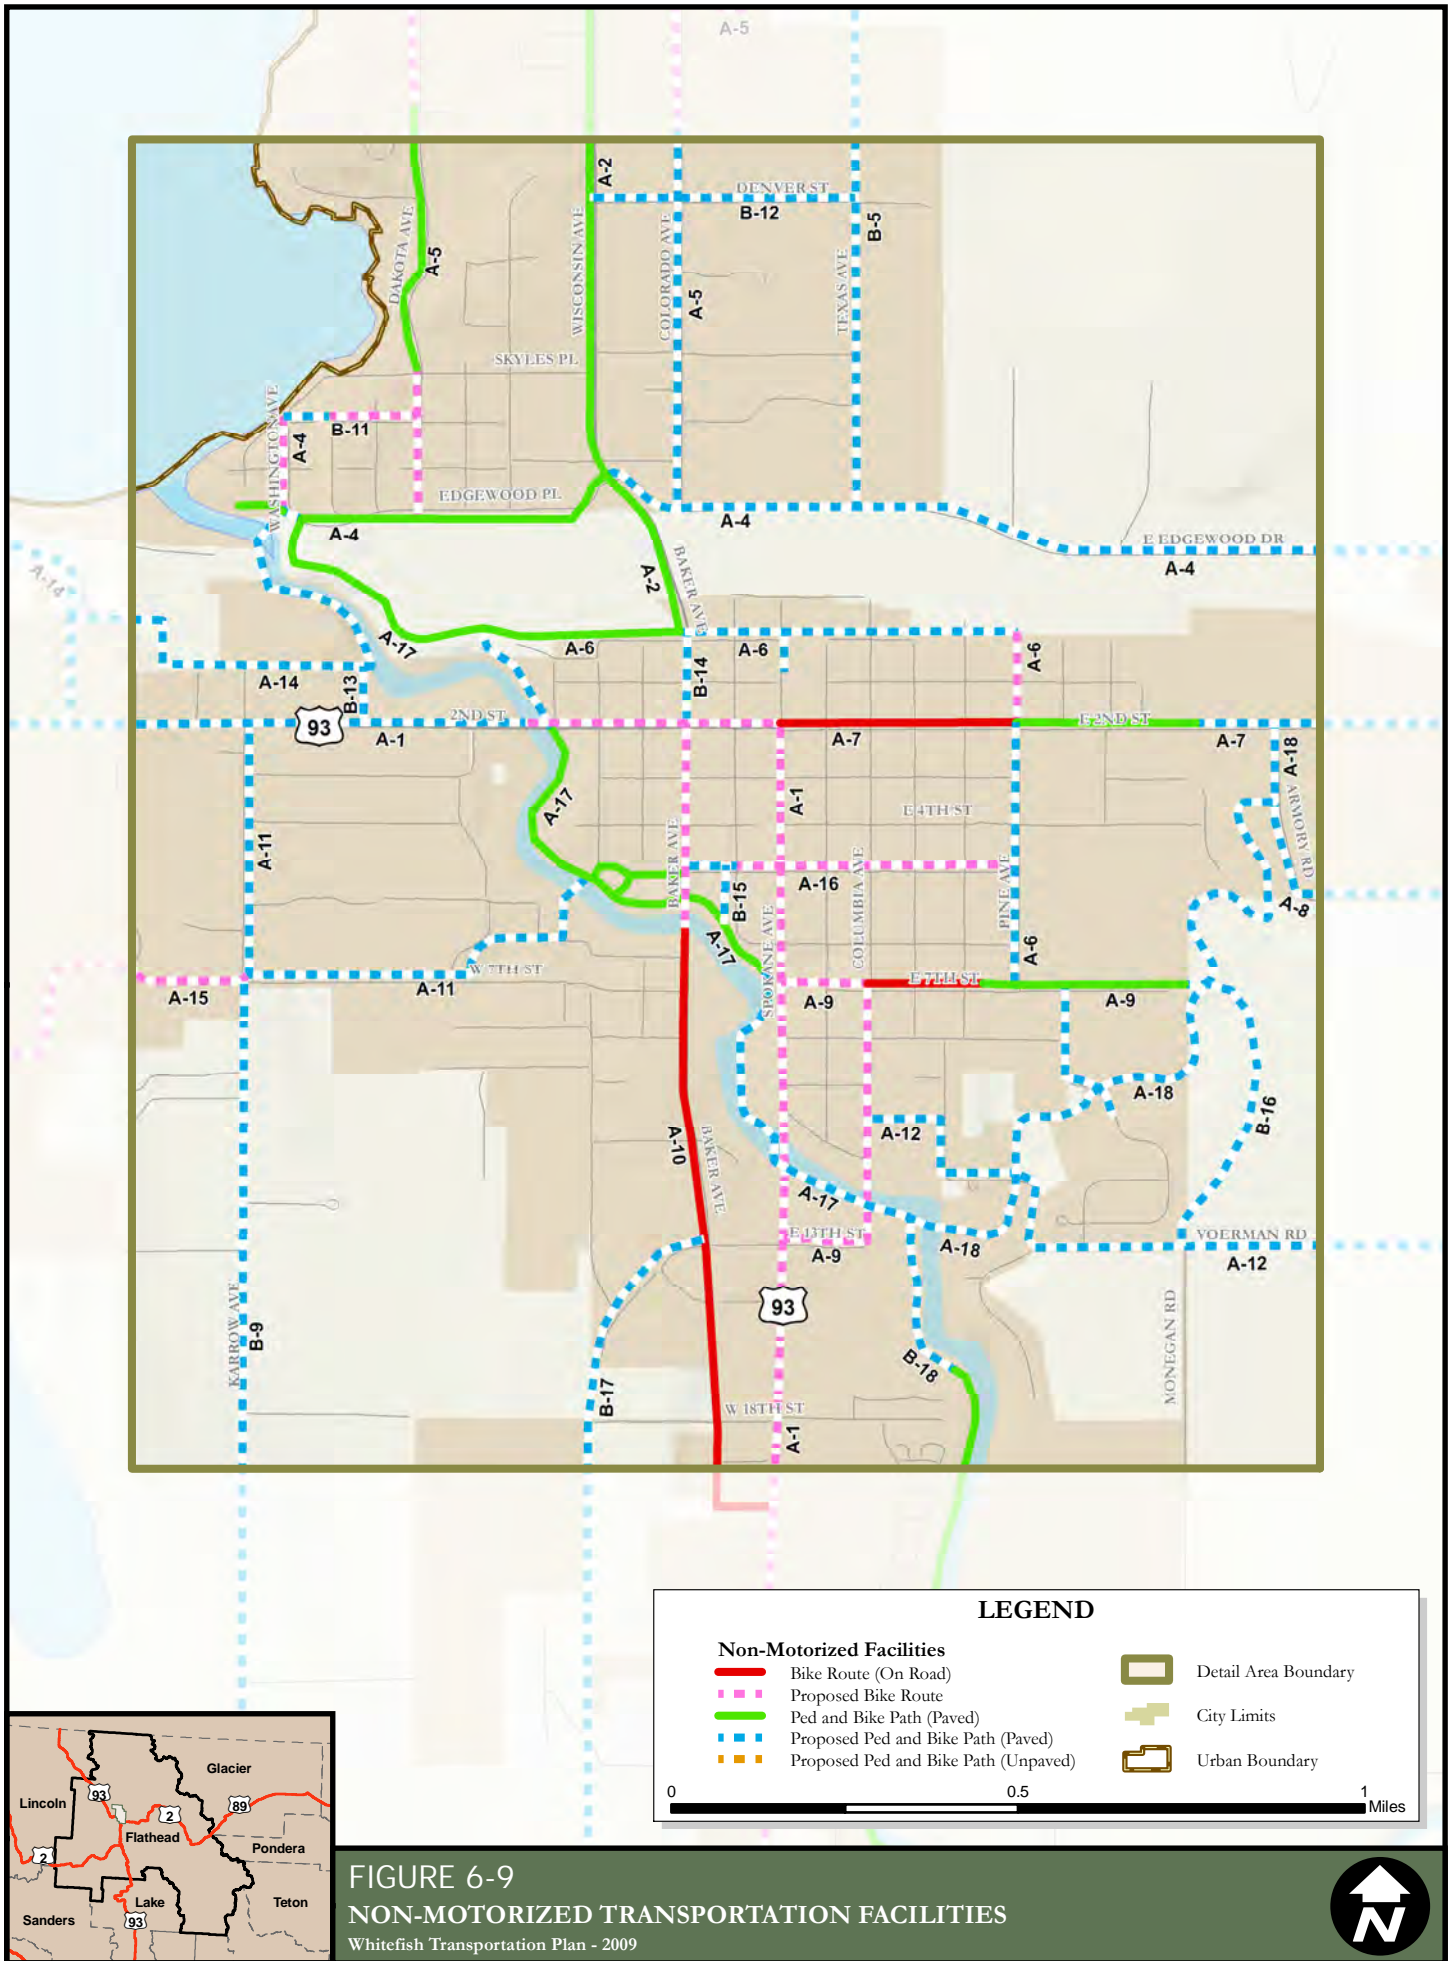 A-5
A-2
DENVER ST
B-12
B-5
DAKOTA AVE
A-5
WISCONSIN AVE
COLORADO AVE
A-5
TEXAS AVE
SKYLES PL
WASHINGTON AVE
A-4
B-11
EDGEWOOD PL
A-4
A-4
E EDGEWOOD DR
A-4
A-14
A-2
BAKER AVE
A-17
A-6
A-6
A-6
A-14
B-13
B-14
93
2ND ST
A-1
A-7
E 2ND ST
A-7
A-18
A-17
A-1
E 4TH ST
ARMORY RD
A-11
BAKER AVE
A-16
COLUMBIA AVE
PINE AVE
B-15
A-8
A-17
SPOKANE AVE
A-6
W 7TH ST
A-15
A-11
A-9
E 7TH ST
A-9
A-18
B-16
A-10
BAKER AVE
A-12
A-17
E 13TH ST
A-9
A-18
VOERMAN RD
A-12
93
KARROW AVE
B-9
B-18
MONEGAN RD
B-17
W 18TH ST
A-1
LEGEND
Non-Motorized Facilities
Bike Route (On Road)
Proposed Bike Route
Ped and Bike Path (Paved)
Proposed Ped and Bike Path (Paved)
Proposed Ped and Bike Path (Unpaved)
Detail Area Boundary
City Limits
Urban Boundary
0 0.5 1
Miles
Glacier
Lincoln
93
2
89
Flathead
2
Pondera
Lake
Teton
Sanders
93
FIGURE 6-9
NON-MOTORIZED TRANSPORTATION FACILITIES
Whitefish Transportation Plan - 2009
N